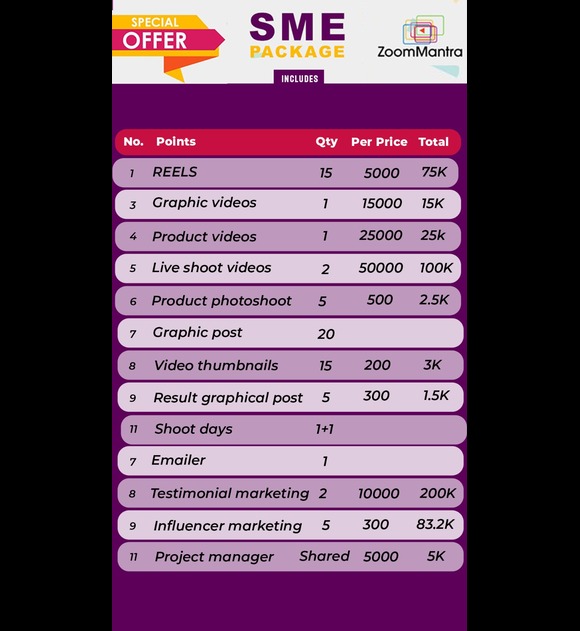 SPECIAL
OFFER
SME
PACKAGE
INCLUDES
ZoomMantra
No. Points Qty Per Price Total
1 REELS 15 5000 75K
3 Graphic videos 1 15000 15K
4 Product videos 1 25000 25k
5 Live shoot videos 2 50000 100K
6 Product photoshoot 5 500 2.5K
7 Graphic post 20
8 Video thumbnails 15 200 3K
9 Result graphical post 5 300 1.5K
11 Shoot days 1+1
7 Emailer 1
8 Testimonial marketing 2 10000 200K
9 Influencer marketing 5 300 83.2K
11 Project manager Shared 5000 5K